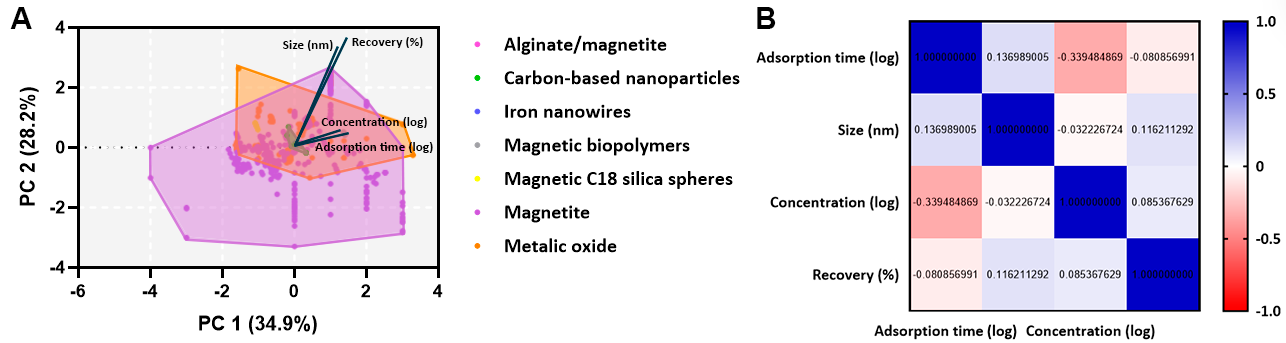 A
4
2
0
-2
-4
PC 2 (28.2%)
-6
-4
-2
0
2
4
PC 1 (34.9%)
Size (nm)
Recovery (%)
Concentration (log)
Adsorption time (log)
Alginate/magnetite
Carbon-based nanoparticles
Iron nanowires
Magnetic biopolymers
Magnetic C18 silica spheres
Magnetite
Metalic oxide
B
Adsorption time (log) 1.000000000 0.136989005 -0.339484869 -0.080856991
Size (nm) 0.136989005 1.000000000 -0.032226724 0.116211292
Concentration (log) -0.339484869 -0.032226724 1.000000000 0.085367629
Recovery (%) -0.080856991 0.116211292 0.085367629 1.000000000
Adsorption time (log) Concentration (log)
1.0
0.5
0
-0.5
-1.0